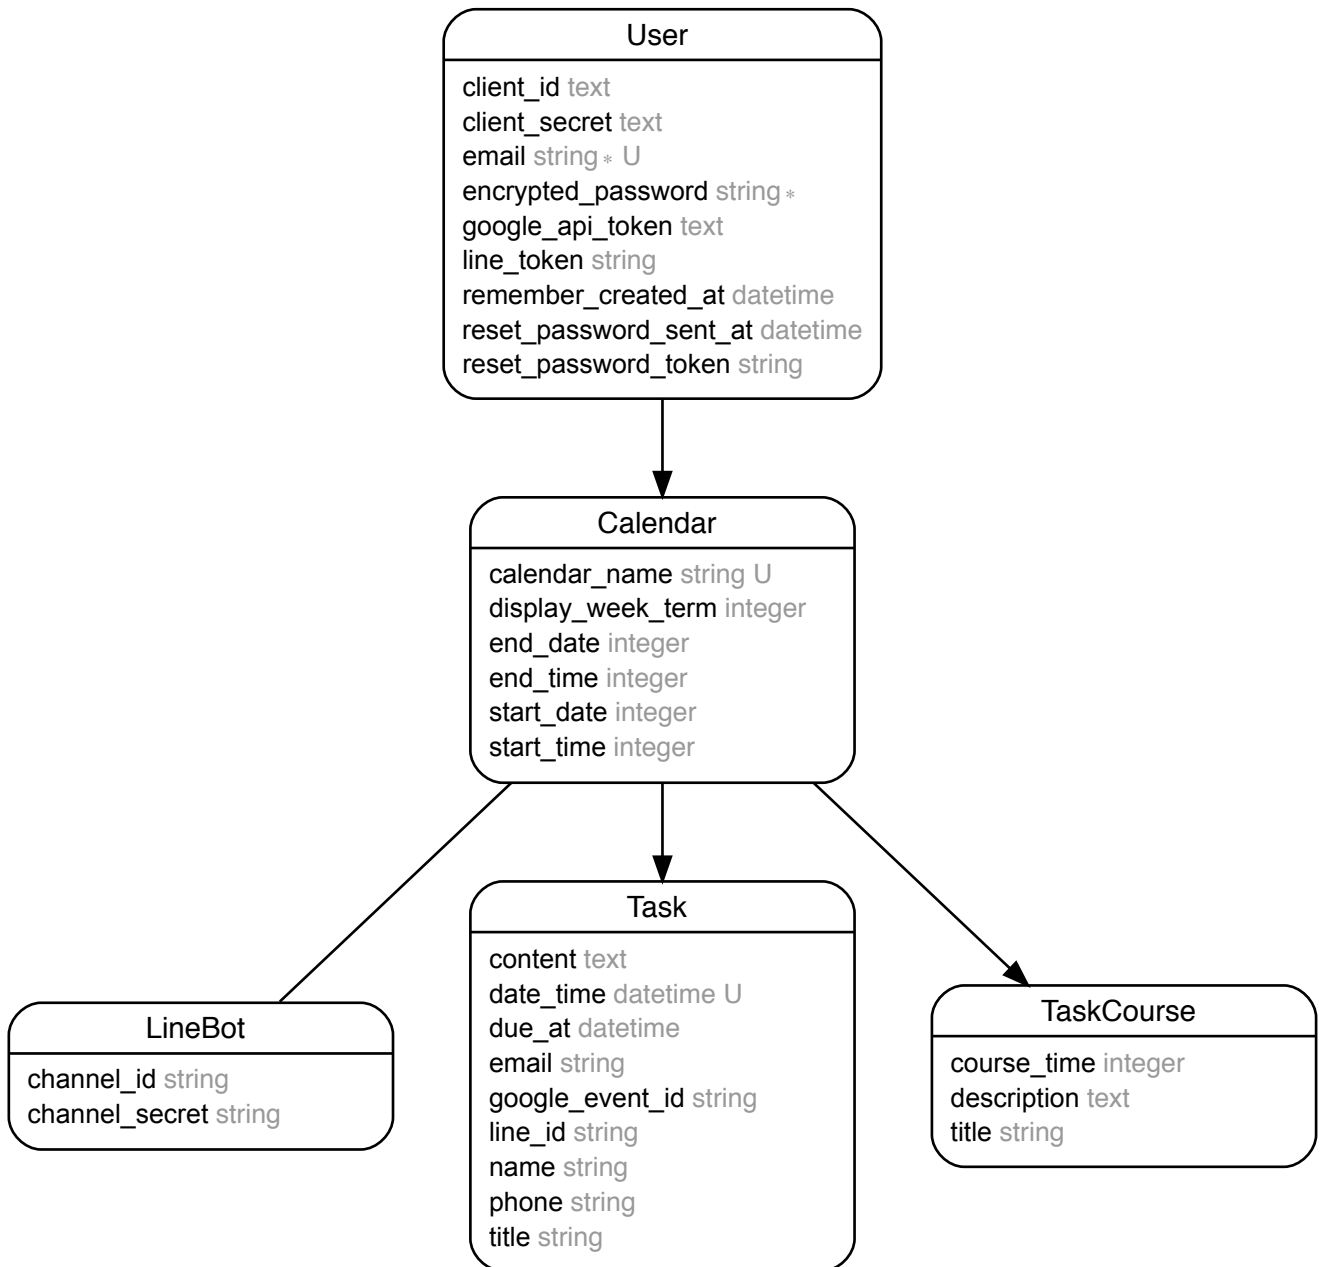 User
client_id text
client_secret text
email string * U
encrypted_password string *
google_api_token text
line_token string
remember_created_at datetime
reset_password_sent_at datetime
reset_password_token string
Calendar
calendar_name string U
display_week_term integer
end_date integer
end_time integer
start_date integer
start_time integer
LineBot
channel_id string
channel_secret string
Task
content text
date_time datetime U
due_at datetime
email string
google_event_id string
line_id string
name string
phone string
title string
TaskCourse
course_time integer
description text
title string